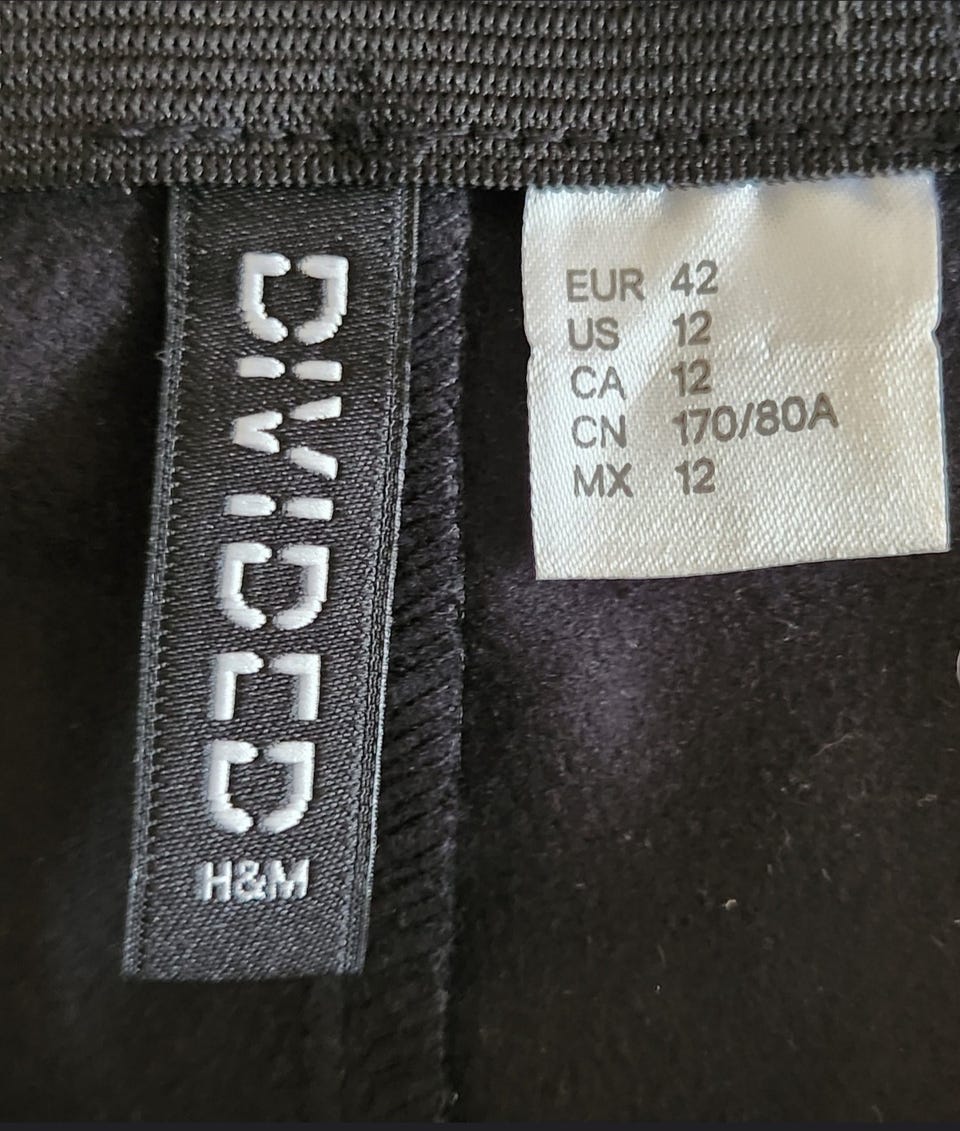 DIVIDED
H&M
EUR 42
US 12
CA 12
CN 170/80A
MX 12